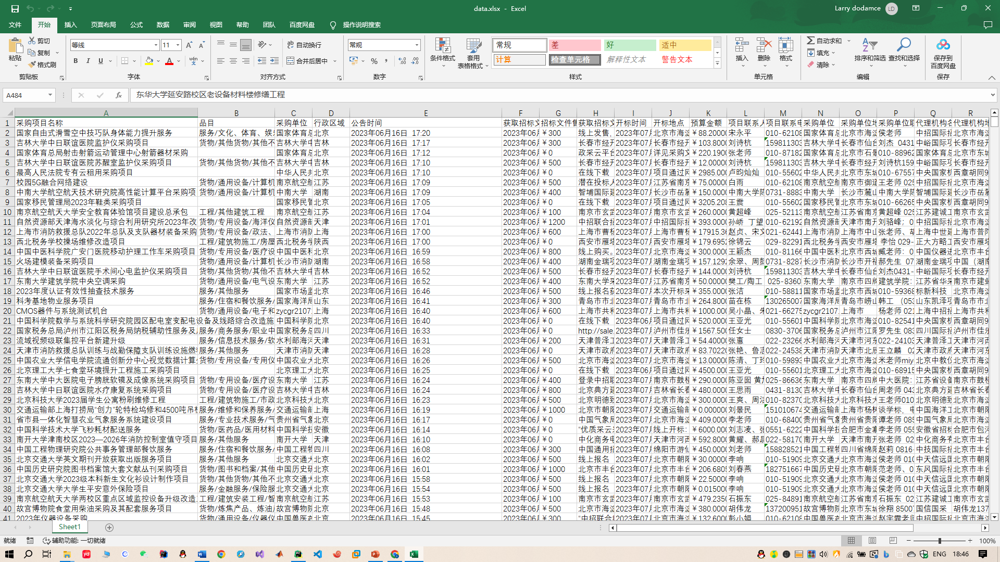 data.xlsx - Excel
Larry dodamce LD
文件 开始 插入 页面布局 公式 数据 审阅 视图 帮助 团队 百度网盘 操作说明搜索
剪切 复制 格式刷 粘贴 剪贴板
等线 11 B I U A 字体
自动换行 合并后居中 对齐方式
常规 % 数字
条件格式 套用表格格式
常规 差 好 适中
计算 检查单元格 解释性文本 警告文本
样式
插入 删除 格式 单元格
自动求和 填充 清除 排序和筛选 查找和选择 编辑
保存到百度网盘 保存
A484 fx 东华大学延安路校区老设备材料楼修缮工程
A B C D E F G H I J K L M N O P Q R
1 采购项目名称 品目 采购单位 行政区域 公告时间 获取招标文 招标文件售 获取招标文 开标时间 开标地点 预算金额 项目联系人 项目联系电 采购单位 采购单位地 采购单位联 代理机构名 代理机构地
2 国家自由式滑雪空中技巧队身体能力提升服务 服务/文化、体育、娱 国家体育总 北京 2023年06月16日 17:20 2023年06月 ￥300 线上发售, 2023年07月 北京市海淀 ￥88.20000 宋永平 010-62108 国家体育总 北京市海淀 侯老师 中招国际招 北京市海淀
3 吉林大学中日联谊医院监护仪采购项目 货物/其他货物/其他不 吉林大学中 吉林 2023年06月16日 17:17 2023年06月 ￥300 长春市经开 2023年07月 长春市经开 ￥103.8000 刘诗杭 159811303 吉林大学中 长春市仙台 刘杰 0431 中峪国际项 长春市经开
4 国家体育总局射击射箭运动管理中心射箭器材采购 国家体育总 北京 2023年06月16日 17:12 2023年06月 ￥0 政采云平台 2023年07月 详见采购文 ￥220.1900 张老师 010-87182 国家体育总 北京市石景 010-88962 国家体育总 北京市东城
5 吉林大学中日联谊医院苏醒室监护仪采购项目 货物/其他货物/其他不 吉林大学中 吉林 2023年06月16日 17:10 2023年06月 ￥500 长春市经开 2023年07月 长春市经开 ￥12.00000 刘诗杭 159811303 吉林大学中 长春市仙台 刘诗杭159 中峪国际项 长春市经开
6 最高人民法院专有云租用采购项目 中华人民共 北京 2023年06月16日 17:10 2023年06月 ￥0 在线下载 2023年07月 项目通过网 ￥2985.000 卢昀灿灿 010-55602 中华人民共 北京市东城 010-67557 中央国家机 西章胡同9
7 校园5G融合网络建设 货物/通用设备/计算机 南京航空航 江苏 2023年06月16日 17:09 2023年06月 ￥500 潜在投标人 2023年07月 江苏省南京 ￥75.00000 白雨 010-62108 南京航空航 南京市御道 王老师 025 中招国际招 北京市海淀
8 中南大学航空航天技术研究院高性能计算平台采购项 货物/通用设备/计算机 中南大学 湖南 2023年06月16日 17:09 2023年06月 ￥400 智埔国际建 2023年07月 长沙市岳麓 ￥150.0000 中南大学陈 0731-8883 中南大学 长沙市麓山 中南大学陈 智埔国际建 长沙市岳麓
9 国家移民管理局2023年鞋类采购项目 国家移民管 北京 2023年06月16日 17:05 2023年06月 ￥0 在线下载 2023年07月 项目通过网 ￥3205.208 王震 010-55602 国家移民管 北京市东城 010-66265 中央国家机 西章胡同9
10 南京航空航天大学安全教育体验馆项目建设总承包 工程/其他建筑工程 南京航空航 江苏 2023年06月16日 17:04 2023年06月 ￥100 南京市玄武 2023年07月 南京市玄武 ￥260.0000 黄超峰 025-52113 南京航空航 江苏省南京 黄超峰 025 江苏建诚工 南京市玄武
11 自然资源部天津海水淡化与综合利用研究所2023年改 货物/专用设备/海洋仪 自然资源部 天津 2023年06月16日 17:01 2023年06月 ￥1200 中招联合招 2023年07月 中招国际招 ￥393.0000 孙峤 丁望 010-62192 自然资源部 天津市南开 刘骆峰; 0 中招国际招 北京市海淀
12 上海市消防救援总队2022年总队及支队器材装备采购 货物/专用设备/政法、 上海市消防 上海 2023年06月16日 17:00 2023年06月 ￥600 上海市曹杨 2023年07月 上海市曹杨 ￥17915.36 赵贞、宋文 021-62441 上海市消防 上海市中山 张老师、胡 上海中世建 上海市普陀
13 西北税务学校操场维修改造项目 工程/建筑物施工/房屋 西北税务学 陕西 2023年06月16日 17:00 2023年06月 ￥0 西安市雁塔 2023年07月 西安市雁塔 ￥179.6952 徐锦云 029-82291 西北税务学 西安市雁塔 李怡 029- 正大方略工 西安市雁塔
14 中国中医科学院广安门医院移动护理工作车采购项目 货物/专用设备/医疗设 中国中医科 北京 2023年06月16日 16:59 2023年06月 ￥800 线上购买。 2023年07月 北京市海淀 ￥300.0000 王颖杰 010-81166 中国中医科 北京市西城 臧老师: 0 中国仪器进 北京市丰台
15 火场建模装备采购项目 货物/通用设备/计算机 长沙市消防 湖南 2023年06月16日 16:58 2023年06月 ￥400 湖南金瑞项 2023年07月 湖南金瑞项 ￥157.1292 余翠、周 0731-8287 长沙市消防 长沙市开福 郝先生 07 湖南金瑞项 中国（湖南
16 吉林大学中日联谊医院手术间心电监护仪采购项目 货物/其他货物/其他不 吉林大学中 吉林 2023年06月16日 16:52 2023年06月 ￥500 长春市经开 2023年07月 长春市经开 ￥144.0000 刘诗杭 159811303 吉林大学中 长春市仙台 刘杰0431- 中峪国际项 长春市经开
17 东南大学建筑学院中央空调采购 货物/通用设备/电气设 东南大学 江苏 2023年06月16日 16:52 2023年06月 ￥400 东南大学采 2023年07月 江苏省南京 ￥50.00000 樊工/陶工 025-8360 东南大学 南京市四牌 建筑学院: 江苏省华采 南京市建业
18 2023年度认证有效性抽查技术服务 服务/其他服务 国家市场监 北京 2023年06月16日 16:46 2023年06月 ￥500 线上报名获 2023年07月 本次开标采 ￥355.0000 张洁 010-58811 国家市场监 北京市西城 010-59368 标新科技 北京市海淀
19 科考基地物业服务项目 服务/住宿和餐饮服务/ 国家海洋局 山东 2023年06月16日 16:41 2023年06月 ￥300 青岛市市北 2023年07月 青岛市市北 ￥264.8000 苗在栋 130265007 国家海洋局 青岛市崂山 韩工 （053 山东凯泽项 青岛市市北
20 CMOS器件与系统测试机台 货物/通用设备/电子和 zycgr2107 上海 2023年06月16日 16:40 2023年06月 ￥600 上海市共和 2023年07月 上海市共和 ￥1000.000 吴小晶、朱 021-66275 zycgr2107 上海市 杨老师 021 上海中招招 上海市共和
21 中国科学院数学与系统科学研究院园区配电室变配电设备及线路综合改造施 中国科学院 北京 2023年06月16日 16:40 2023年06月 ￥0 在线下载 2023年06月 项目通过网 ￥520.0000 王亚光 010-55601 中国科学院 北京市海淀 010-82541 中央国家机 西章胡同9
22 国家税务总局泸州市江阳区税务局纳税辅助性服务及 服务/商务服务/职业中 国家税务总 四川 2023年06月16日 16:33 2023年06月 ￥0 http://sale. 2023年07月 泸州市佳乐 ￥1567.500 任女士 0830-3706 国家税务总 泸州市江阳 罗先生 083 四川国际招 泸州市佳乐
23 流域视频级联集控平台新建升级 服务/信息技术服务/软 水利部海河 天津 2023年06月16日 16:31 2023年06月 ￥200 天津普泽工 2023年07月 天津普泽工 ￥54.40000 张惠 022-23266 水利部海河 天津市河东 022-24103 天津普泽工 天津市河西
24 天津市消防救援总队训练与战勤保障支队训练设施燃 服务/其他服务 天津市消防 天津 2023年06月16日 16:28 2023年06月 ￥0 天津市政府 2023年07月 天津市政府 ￥83.70220 张艳、鲁志 022-24538 天津市消防 天津市北辰 王立麟 02 天津市政府 天津市河东
25 中国农业大学信电学院流通创新分中心视觉数据计算 货物/专用设备/专用仪 中国农业大 北京 2023年06月16日 16:26 2023年06月 ￥500 北京市海淀 2023年07月 北京市海淀 ￥13.00000 陈清、丁玲 010-59893 中国农业大 北京市海淀 米老师miy 北京中教仪 北京市海淀
26 北京理工大学七食堂环境提升工程施工采购项目 北京理工大 北京 2023年06月16日 16:25 2023年06月 ￥0 在线下载 2023年06月 项目通过网 ￥4500.000 王亚光 010-55601 北京理工大 北京市海淀 010-68915 中央国家机 西章胡同9
27 东南大学中大医院电子膀胱软镜及成像系统采购项目 货物/专用设备/医疗设 东南大学 江苏 2023年06月16日 16:24 2023年06月 ￥400 登录中招联 2023年07月 南京市鼓楼 ￥290.0000 陈亚囡 黄 025-86636 东南大学 南京市四牌 中大医院: 江苏省设备 南京市鼓楼
28 吉林大学中日联谊医院水疗康复系统采购项目 货物/专用设备/医疗设 吉林大学中 吉林 2023年06月16日 16:24 2023年06月 ￥800 北京典方建 2023年07月 吉林省长春 ￥480.0000 王思雨 0431-8130 吉林大学中 长春市仙台 周老师 043 北京典方建 吉林省长春
29 北京科技大学2023届学生公寓粉刷维修工程 工程/建筑物施工/市政 北京科技大 北京 2023年06月16日 16:23 2023年06月 ￥500 北京明德致 2023年07月 北京市海淀 ￥300.0000 王爽、周洁 010-82370 北京科技大 北京科技大 王老师010 北京明德致 北京市海淀
30 交通运输部上海打捞局“创力”轮特检坞修和4500吨吊 服务/维修和保养服务/ 交通运输部 上海 2023年06月16日 16:19 2023年06月 ￥1000 北京市朝阳 2023年07月 交通运输部 ￥0.000000 刘景民 151010674 交通运输部 上海市杨树 谈学标, 电 中国海洋工 北京市朝阳
31 省市县一体化智慧农业气象服务系统建设项目 服务/专业技术服务/气 贵州省气象 北京 2023年06月16日 16:17 2023年06月 ￥0 中国气象局 2023年07月 北京市海淀 ￥409.0000 李老师 010-68400 贵州省气象 贵州省贵阳 谭老师 085 中国气象局 北京市海淀
32 中国科学技术大学飞秒耗材配送服务 货物/医药品/医用材料 中国科学技 安徽 2023年06月16日 16:14 2023年06月 ￥0 “优质采云采 2023年07月 线上开标: ￥6000.000 刘志凌、张 0551-6222 中国科学技 合肥市金寨 李老师 055 安徽省招标 合肥市包河
33 南开大学津南校区2023—2026年消防控制室值守项目 服务/其他服务 南开大学 天津 2023年06月16日 16:10 2023年06月 ￥0 中化商务电 2023年07月 天津市河西 ￥592.8000 黄耀、郝 022-58170 南开大学 天津市南开 张老师 02 中化商务有 北京市丰台
34 中国工程物理研究院公共事务管理部餐饮服务 服务/住宿和餐饮服务/ 中国工程物 四川 2023年06月16日 16:08 2023年06月 ￥300 中国通用招 2023年07月 绵阳市游仙 ￥450.0000 刘老师 158828521 中国工程物 四川省绵阳 赵莉 0816- 中技国际招 北京市丰台
35 北京交通大学英文期刊开放获取出版服务项目 服务/其他服务 北京交通大 北京 2023年06月16日 16:02 2023年06月 ￥500 线上报名 2023年07月 北京市朝阳 ￥30.00000 李响 010-51909 北京交通大 北京市海淀 侯老师 010 中天信远国 北京市朝阳
36 中国历史研究院图书档案馆大套文献丛刊采购项目 货物/图书和档案/其他 中国历史研 北京 2023年06月16日 16:01 2023年06月 ￥1000 北京市丰台 2023年07月 北京市丰台 ￥206.6805 刘春燕 182751667 中国历史研 北京市朝阳 范老师、0 东风国际招 北京市丰台
37 北京交通大学2023级本科新生文化衫设计制作项目 货物/其他货物/其他不 北京交通大 北京 2023年06月16日 15:58 2023年06月 ￥500 线上报名 2023年07月 北京市朝阳 ￥22.50000 李响 010-51909 北京交通大 北京市海淀 侯老师 010 中天信远国 北京市朝阳
38 北京交通大学大学生平安意外保险项目 服务/金融服务/保险服 北京交通大 北京 2023年06月16日 15:54 2023年06月 ￥500 线上报名 2023年07月 北京市朝阳 ￥0.015000 李响 010-51909 北京交通大 北京市海淀 侯老师 010 中天信远国 北京市朝阳
39 南京航空航天大学两校区重点区域监控设备升级改造 工程/建筑安装工程/智 南京航空航 江苏 2023年06月16日 15:53 2023年06月 ￥100 南京市玄武 2023年07月 南京市玄武 ￥479.2350 石振东 025-84891 南京航空航 江苏省南京 石振东 02 江苏建诚工 南京市玄武
40 故宫博物院食堂用柴油采购及其配套服务项目 货物/炼焦产品、炼油 故宫博物院 北京 2023年06月16日 15:48 2023年06月 ￥500 北京市海淀 2023年07月 北京市海淀 ￥380.0000 胡伟龙 137200951 故宫博物院 北京市东城 徐翔 85007 国信国采 胡伟龙137
41 2023年仪器设备采购 货物/通用设备/仪器仪 中国兽医药 北京 2023年06月16日 15:45 2023年06月 ￥300 “中招联合招 2023年07月 北京市海淀 ￥132.6000 彭小娟 010-62108 中国兽医药 北京市海淀 赵宇霏老师 中招国际招 北京市海淀
Sheet1
就绪 辅助功能: 一切就绪 100%
ENG 18:46